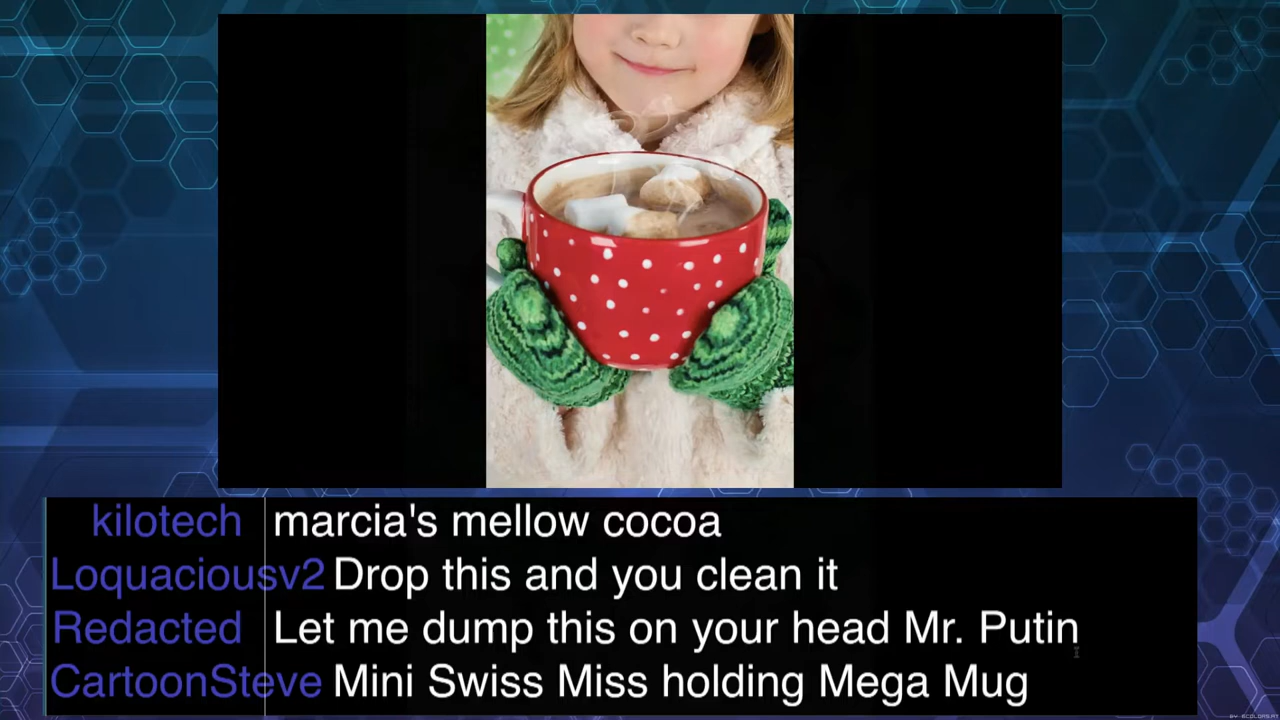 kilotech marcia's mellow cocoa
Loquaciousv2 Drop this and you clean it
Redacted Let me dump this on your head Mr. Putin
CartoonSteve Mini Swiss Miss holding Mega Mug